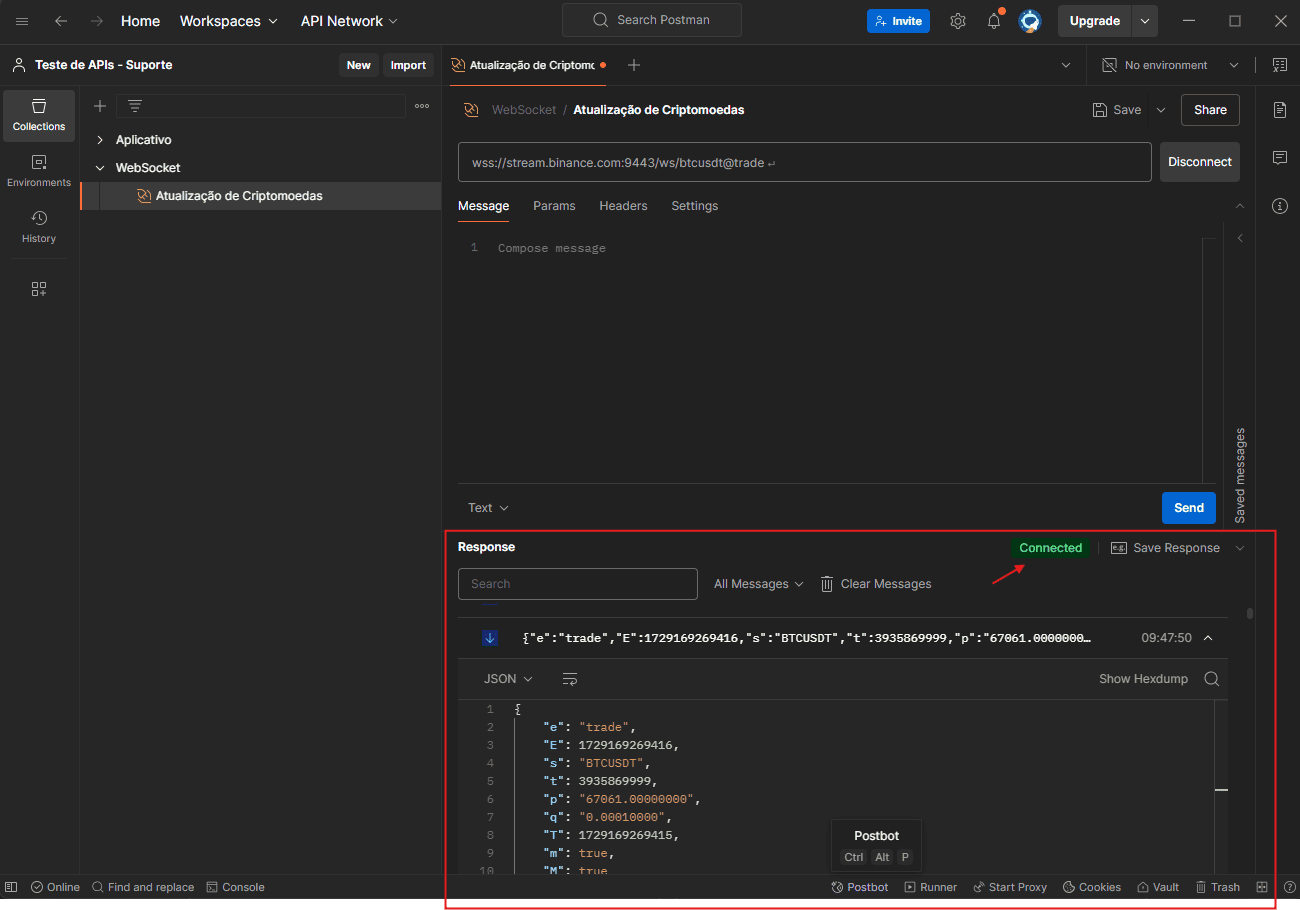 Home Workspaces API Network Search Postman Invite Upgrade
Teste de APIs - Suporte New Import Atualização de Criptomc No environment
Collections
Environments
History
Aplicativo
WebSocket
Atualização de Criptomoedas
WebSocket / Atualização de Criptomoedas Save Share
wss://stream.binance.com:9443/ws/btcusdt@trade ↵ Disconnect
Message Params Headers Settings
1 Compose message
Saved messages
Text Send
Response Connected e.g. Save Response
Search All Messages Clear Messages
{"e":"trade","E":1729169269416,"s":"BTCUSDT","t":3935869999,"p":"67061.0000000… 09:47:50
JSON Show Hexdump
1 {
2 "e": "trade",
3 "E": 1729169269416,
4 "s": "BTCUSDT",
5 "t": 3935869999,
6 "p": "67061.00000000",
7 "q": "0.00010000",
8 "T": 1729169269415,
9 "m": true,
10 "M": true
Postbot
Ctrl Alt P
Online Find and replace Console Postbot Runner Start Proxy Cookies Vault Trash